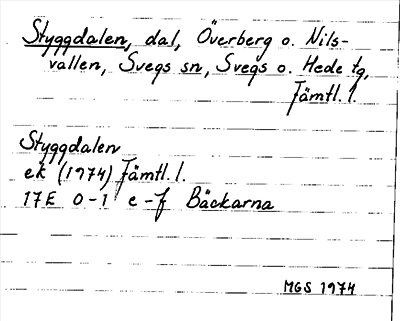 Styggdalen, dal, Överberg o. Nils-
vallen, Svegs sn, Svegs o. Hede tg,
Jämtl. l.
Styggdalen
ek (1974) Jämtl. l.
17E 0-1 e-f Bäckarna
MGS 1974